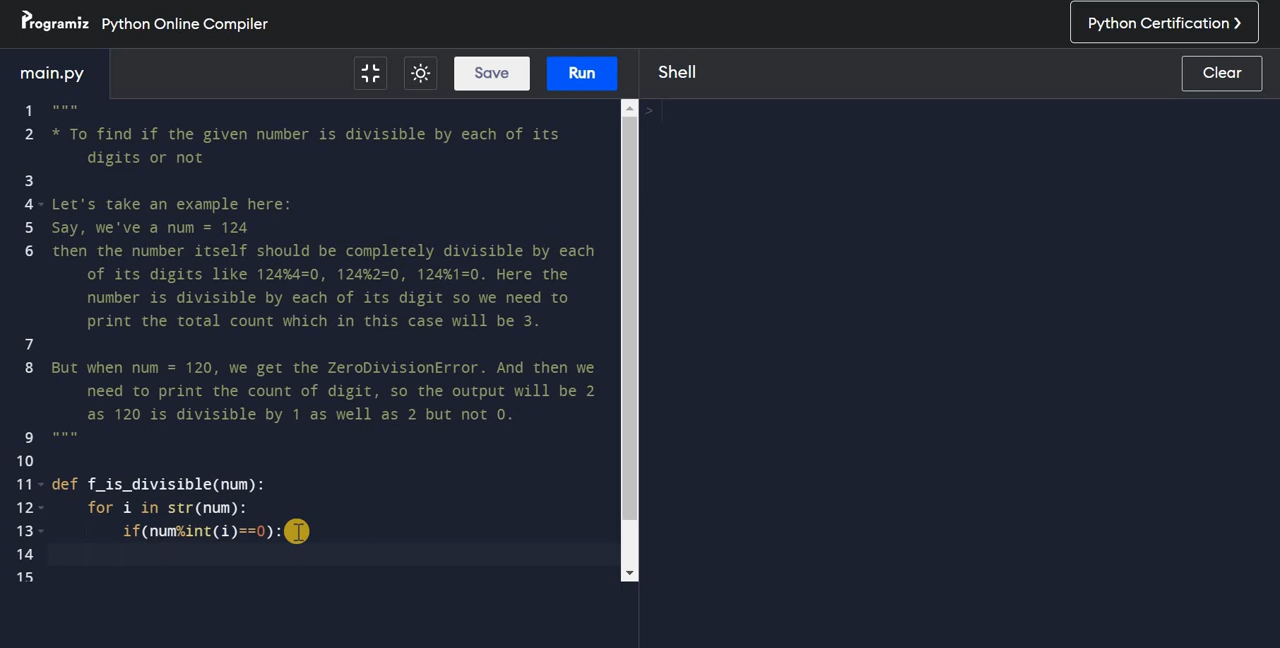 Programiz Python Online Compiler
Python Certification ❯
main.py
Save
Run
Shell
Clear
1 """
2 * To find if the given number is divisible by each of its
digits or not
3
4 Let's take an example here:
5 Say, we've a num = 124
6 then the number itself should be completely divisible by each
of its digits like 124%4=0, 124%2=0, 124%1=0. Here the
number is divisible by each of its digit so we need to
print the total count which in this case will be 3.
7
8 But when num = 120, we get the ZeroDivisionError. And then we
need to print the count of digit, so the output will be 2
as 120 is divisible by 1 as well as 2 but not 0.
9 """
10
11 def f_is_divisible(num):
12 for i in str(num):
13 if(num%int(i)==0):
14
15
>